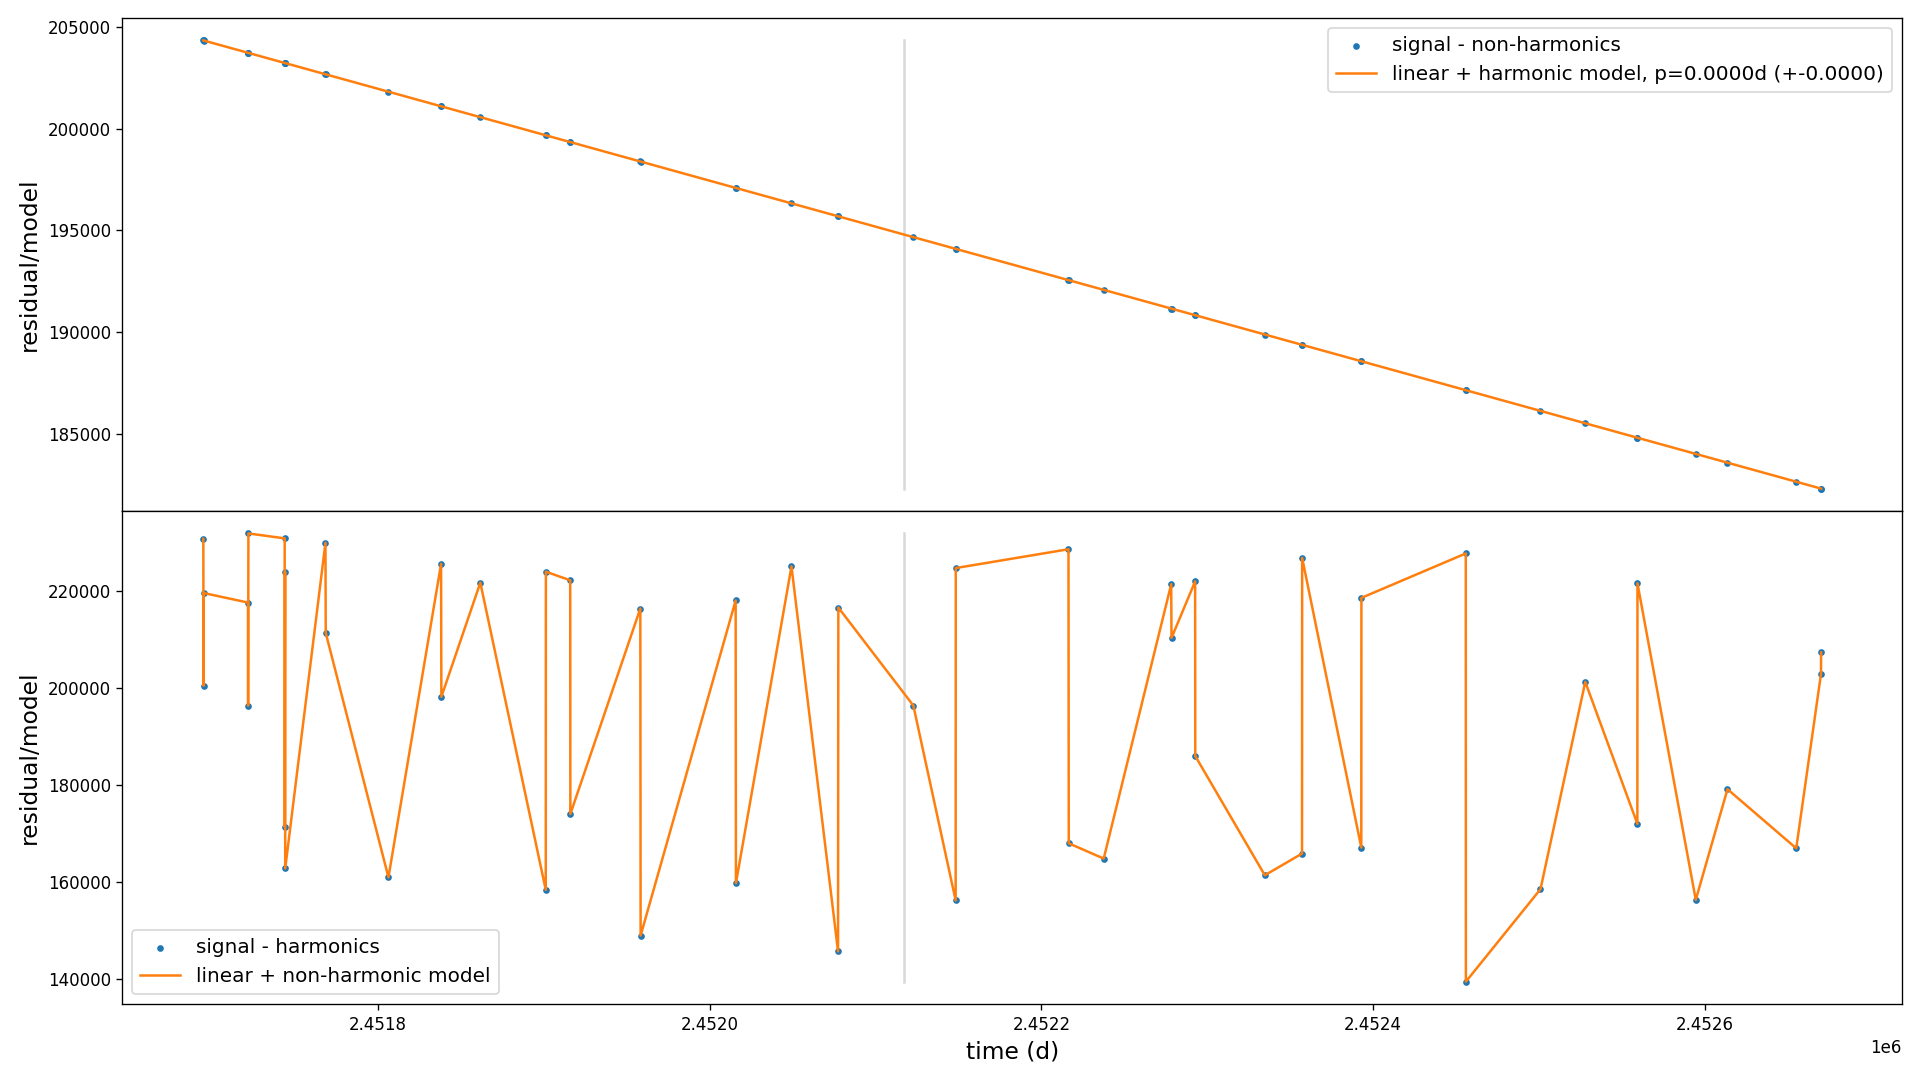 205000
200000
195000
190000
185000
residual/model
signal - non-harmonics
linear + harmonic model, p=0.0000d (+-0.0000)
220000
200000
180000
160000
140000
residual/model
signal - harmonics
linear + non-harmonic model
2.4518
2.4520
2.4522
2.4524
2.4526
1e6
time (d)